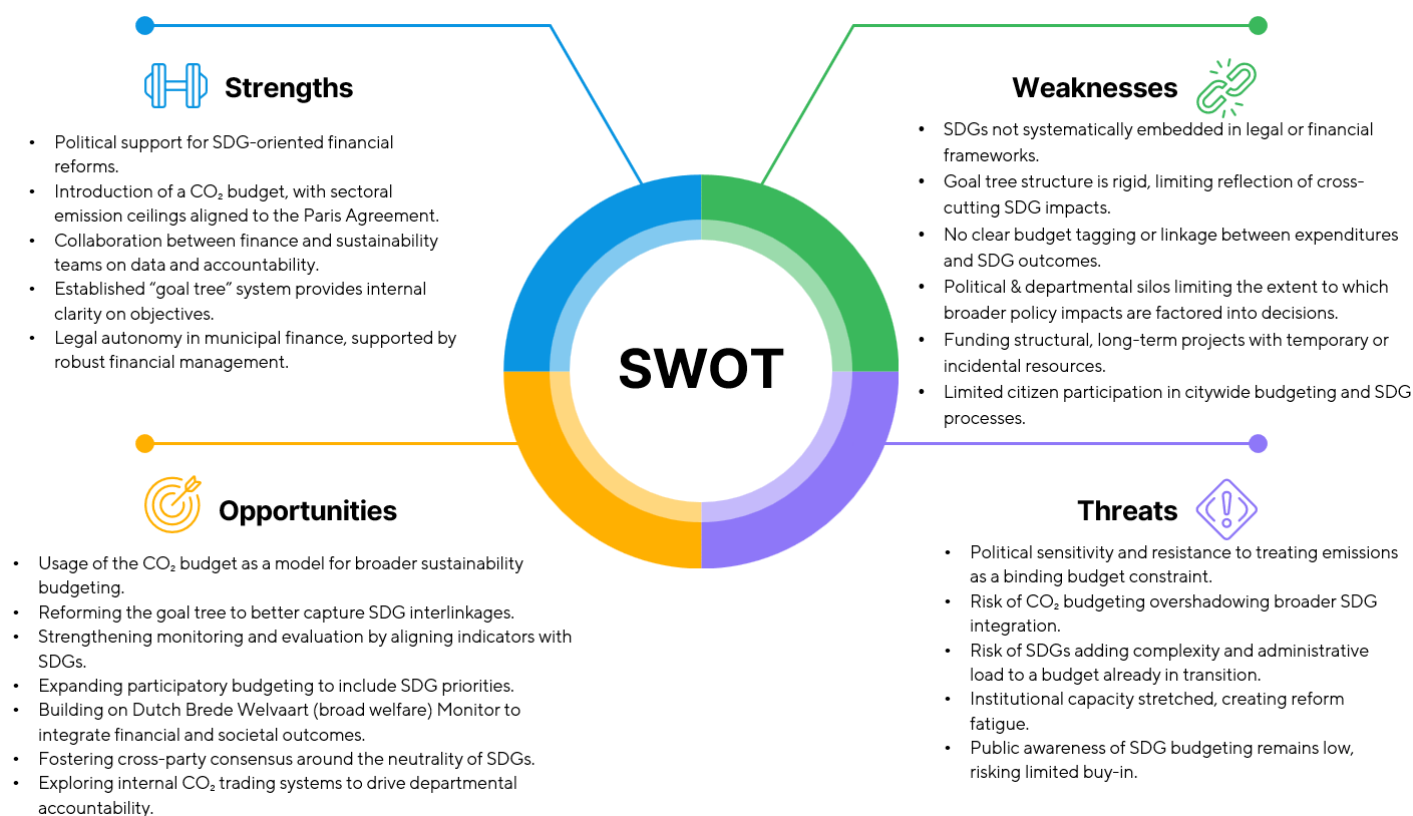 Strengths
• Political support for SDG-oriented financial
reforms.
• Introduction of a CO₂ budget, with sectoral
emission ceilings aligned to the Paris Agreement.
• Collaboration between finance and sustainability
teams on data and accountability.
• Established “goal tree” system provides internal
clarity on objectives.
• Legal autonomy in municipal finance, supported by
robust financial management.
Weaknesses
• SDGs not systematically embedded in legal or financial
frameworks.
• Goal tree structure is rigid, limiting reflection of cross-
cutting SDG impacts.
• No clear budget tagging or linkage between expenditures
and SDG outcomes.
• Political & departmental silos limiting the extent to which
broader policy impacts are factored into decisions.
• Funding structural, long-term projects with temporary or
incidental resources.
• Limited citizen participation in citywide budgeting and SDG
processes.
SWOT
Opportunities
• Usage of the CO₂ budget as a model for broader sustainability
budgeting.
• Reforming the goal tree to better capture SDG interlinkages.
• Strengthening monitoring and evaluation by aligning indicators with
SDGs.
• Expanding participatory budgeting to include SDG priorities.
• Building on Dutch Brede Welvaart (broad welfare) Monitor to
integrate financial and societal outcomes.
• Fostering cross-party consensus around the neutrality of SDGs.
• Exploring internal CO₂ trading systems to drive departmental
accountability.
Threats
• Political sensitivity and resistance to treating emissions
as a binding budget constraint.
• Risk of CO₂ budgeting overshadowing broader SDG
integration.
• Risk of SDGs adding complexity and administrative
load to a budget already in transition.
• Institutional capacity stretched, creating reform
fatigue.
• Public awareness of SDG budgeting remains low,
risking limited buy-in.